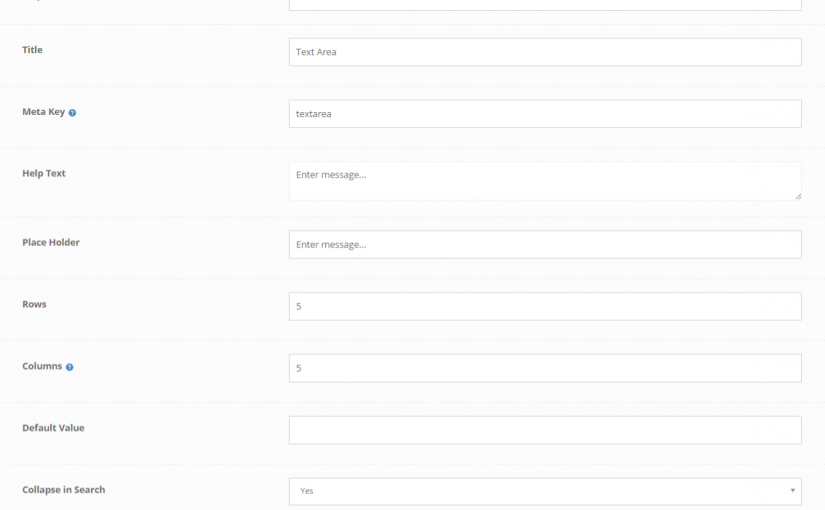 Title
Text Area
Meta Key ?
textarea
Help Text
Enter message...
Place Holder
Enter message...
Rows
5
Columns ?
5
Default Value
Collapse in Search
Yes